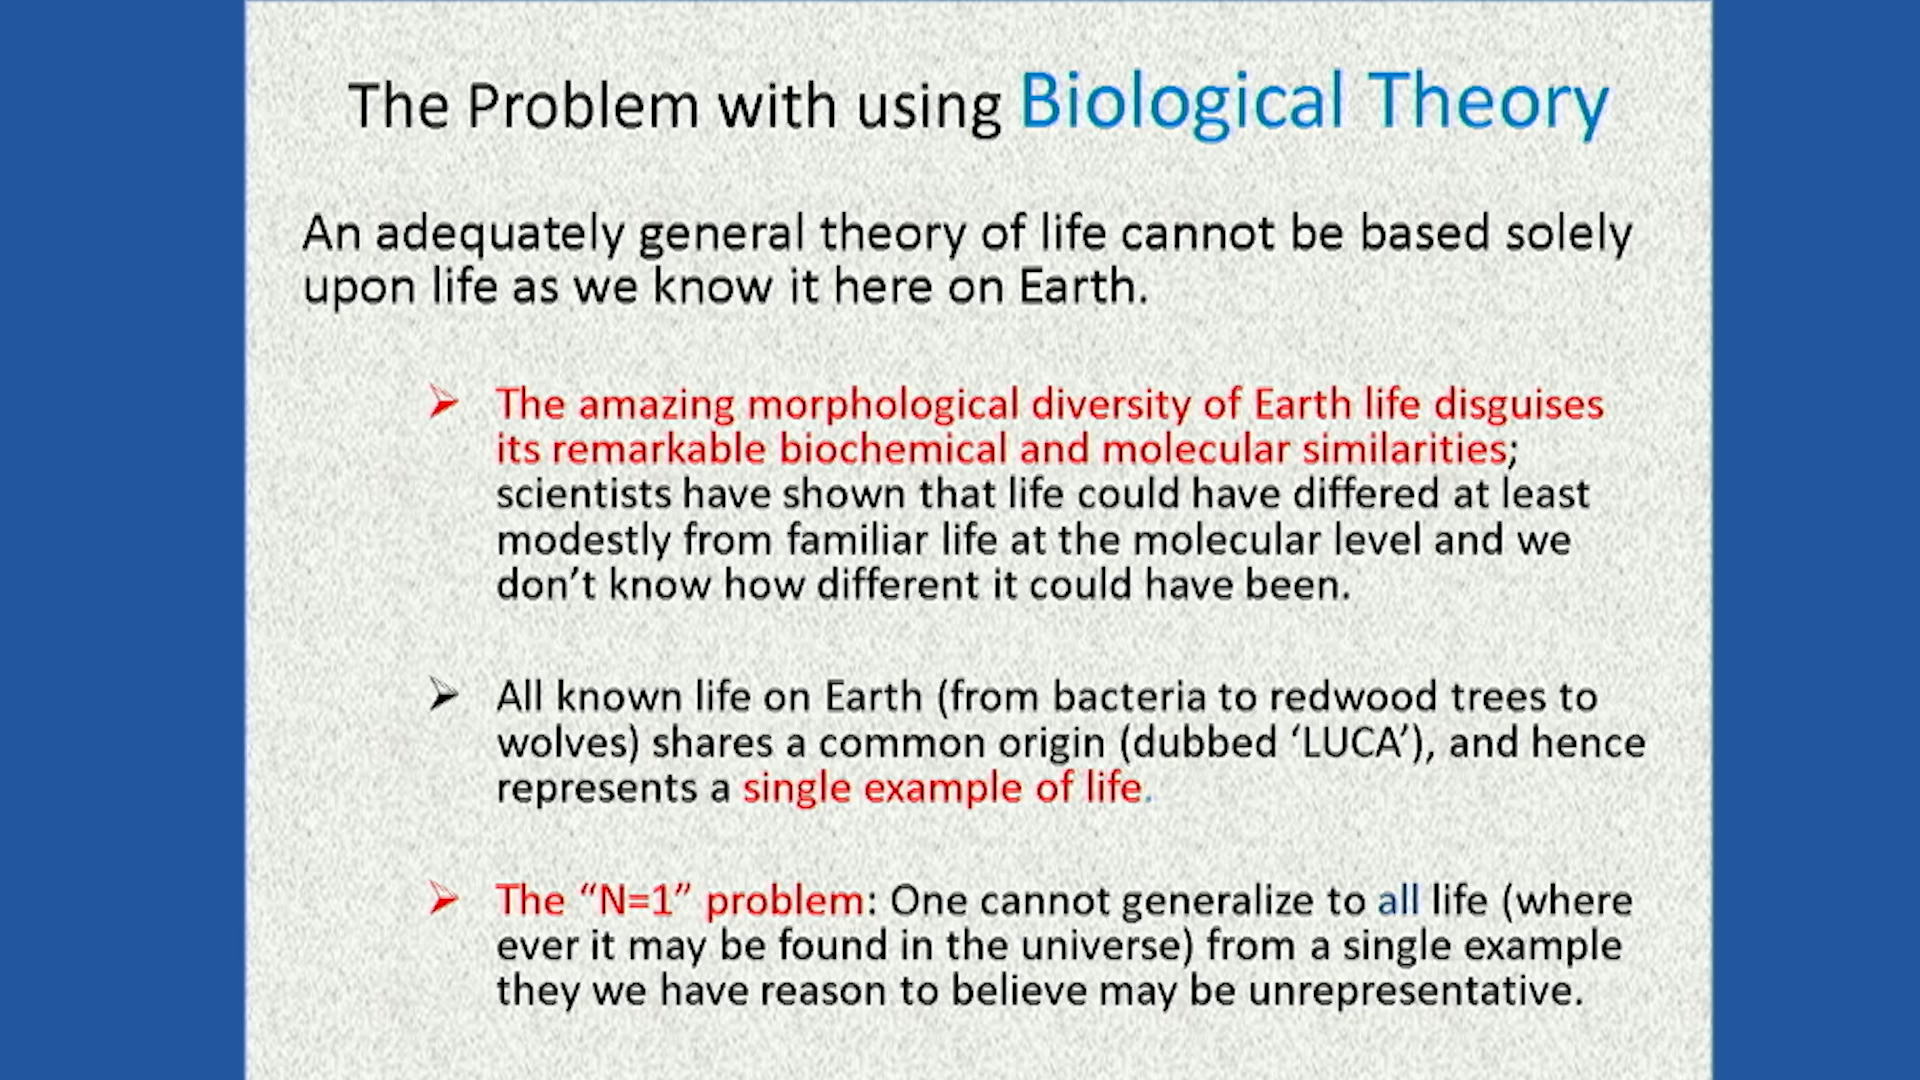 The Problem with using Biological Theory
An adequately general theory of life cannot be based solely
upon life as we know it here on Earth.
➢ The amazing morphological diversity of Earth life disguises
its remarkable biochemical and molecular similarities;
scientists have shown that life could have differed at least
modestly from familiar life at the molecular level and we
don’t know how different it could have been.
➢ All known life on Earth (from bacteria to redwood trees to
wolves) shares a common origin (dubbed ‘LUCA’), and hence
represents a single example of life.
➢ The “N=1” problem: One cannot generalize to all life (where
ever it may be found in the universe) from a single example
they we have reason to believe may be unrepresentative.